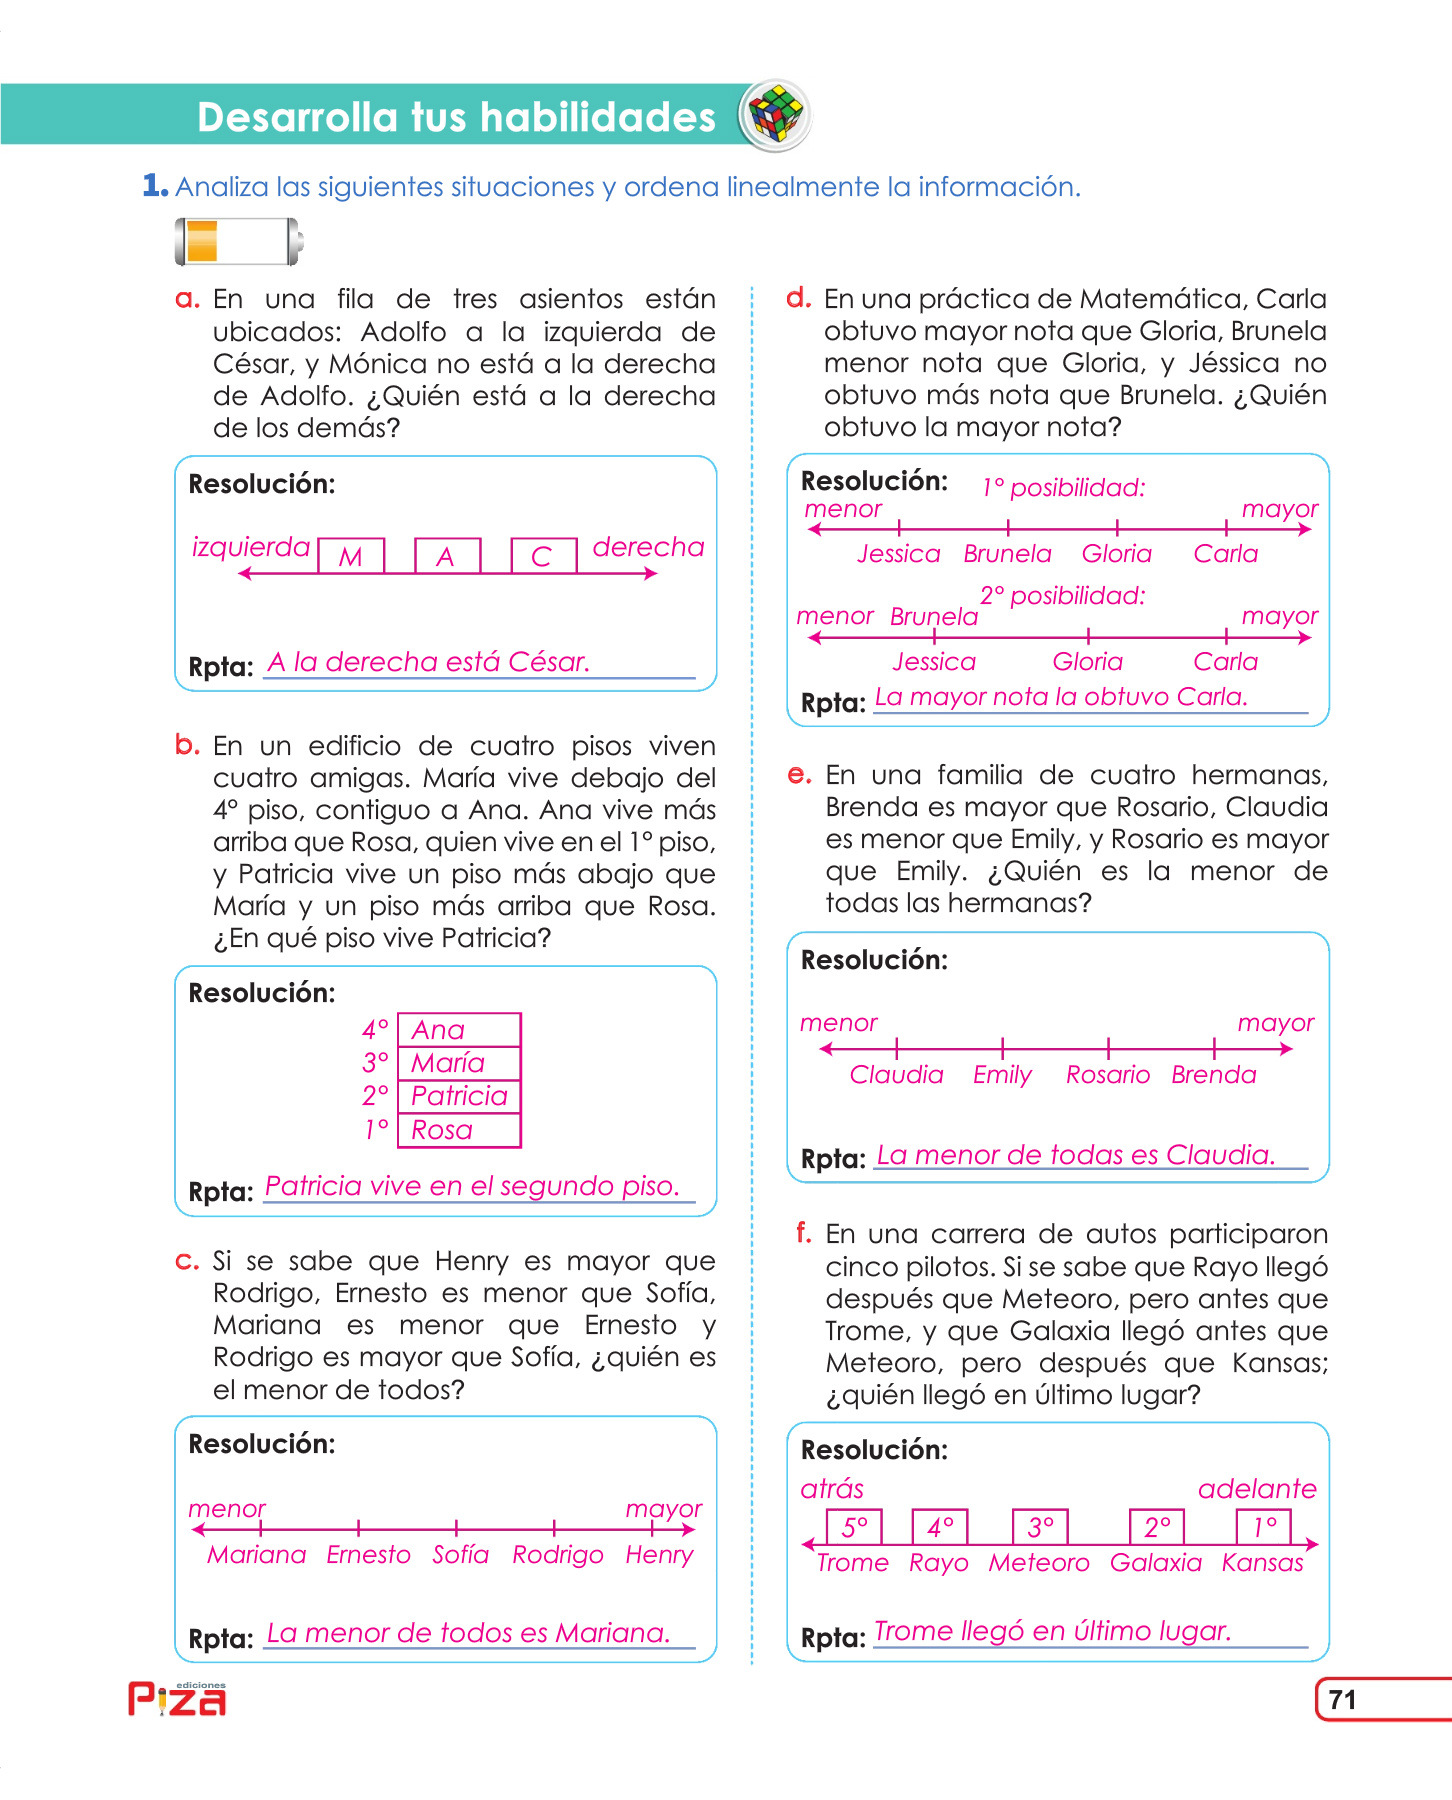 Desarrolla tus habilidades
1. Analiza las siguientes situaciones y ordena linealmente la información.
a. En una fila de tres asientos están
ubicados: Adolfo a la izquierda de
César, y Mónica no está a la derecha
de Adolfo. ¿Quién está a la derecha
de los demás?
Resolución:
izquierda M A C derecha
Rpta: A la derecha está César.
b. En un edificio de cuatro pisos viven
cuatro amigas. María vive debajo del
4° piso, contiguo a Ana. Ana vive más
arriba que Rosa, quien vive en el 1° piso,
y Patricia vive un piso más abajo que
María y un piso más arriba que Rosa.
¿En qué piso vive Patricia?
Resolución:
4° Ana
3° María
2° Patricia
1° Rosa
Rpta: Patricia vive en el segundo piso.
c. Si se sabe que Henry es mayor que
Rodrigo, Ernesto es menor que Sofía,
Mariana es menor que Ernesto y
Rodrigo es mayor que Sofía, ¿quién es
el menor de todos?
Resolución:
menor mayor
Mariana Ernesto Sofía Rodrigo Henry
Rpta: La menor de todos es Mariana.
d. En una práctica de Matemática, Carla
obtuvo mayor nota que Gloria, Brunela
menor nota que Gloria, y Jéssica no
obtuvo más nota que Brunela. ¿Quién
obtuvo la mayor nota?
Resolución: 1° posibilidad:
menor mayor
Jessica Brunela Gloria Carla
2° posibilidad:
menor Brunela mayor
Jessica Gloria Carla
Rpta: La mayor nota la obtuvo Carla.
e. En una familia de cuatro hermanas,
Brenda es mayor que Rosario, Claudia
es menor que Emily, y Rosario es mayor
que Emily. ¿Quién es la menor de
todas las hermanas?
Resolución:
menor mayor
Claudia Emily Rosario Brenda
Rpta: La menor de todas es Claudia.
f. En una carrera de autos participaron
cinco pilotos. Si se sabe que Rayo llegó
después que Meteoro, pero antes que
Trome, y que Galaxia llegó antes que
Meteoro, pero después que Kansas;
¿quién llegó en último lugar?
Resolución:
atrás adelante
5° 4° 3° 2° 1°
Trome Rayo Meteoro Galaxia Kansas
Rpta: Trome llegó en último lugar.
ediciones
Piza
71